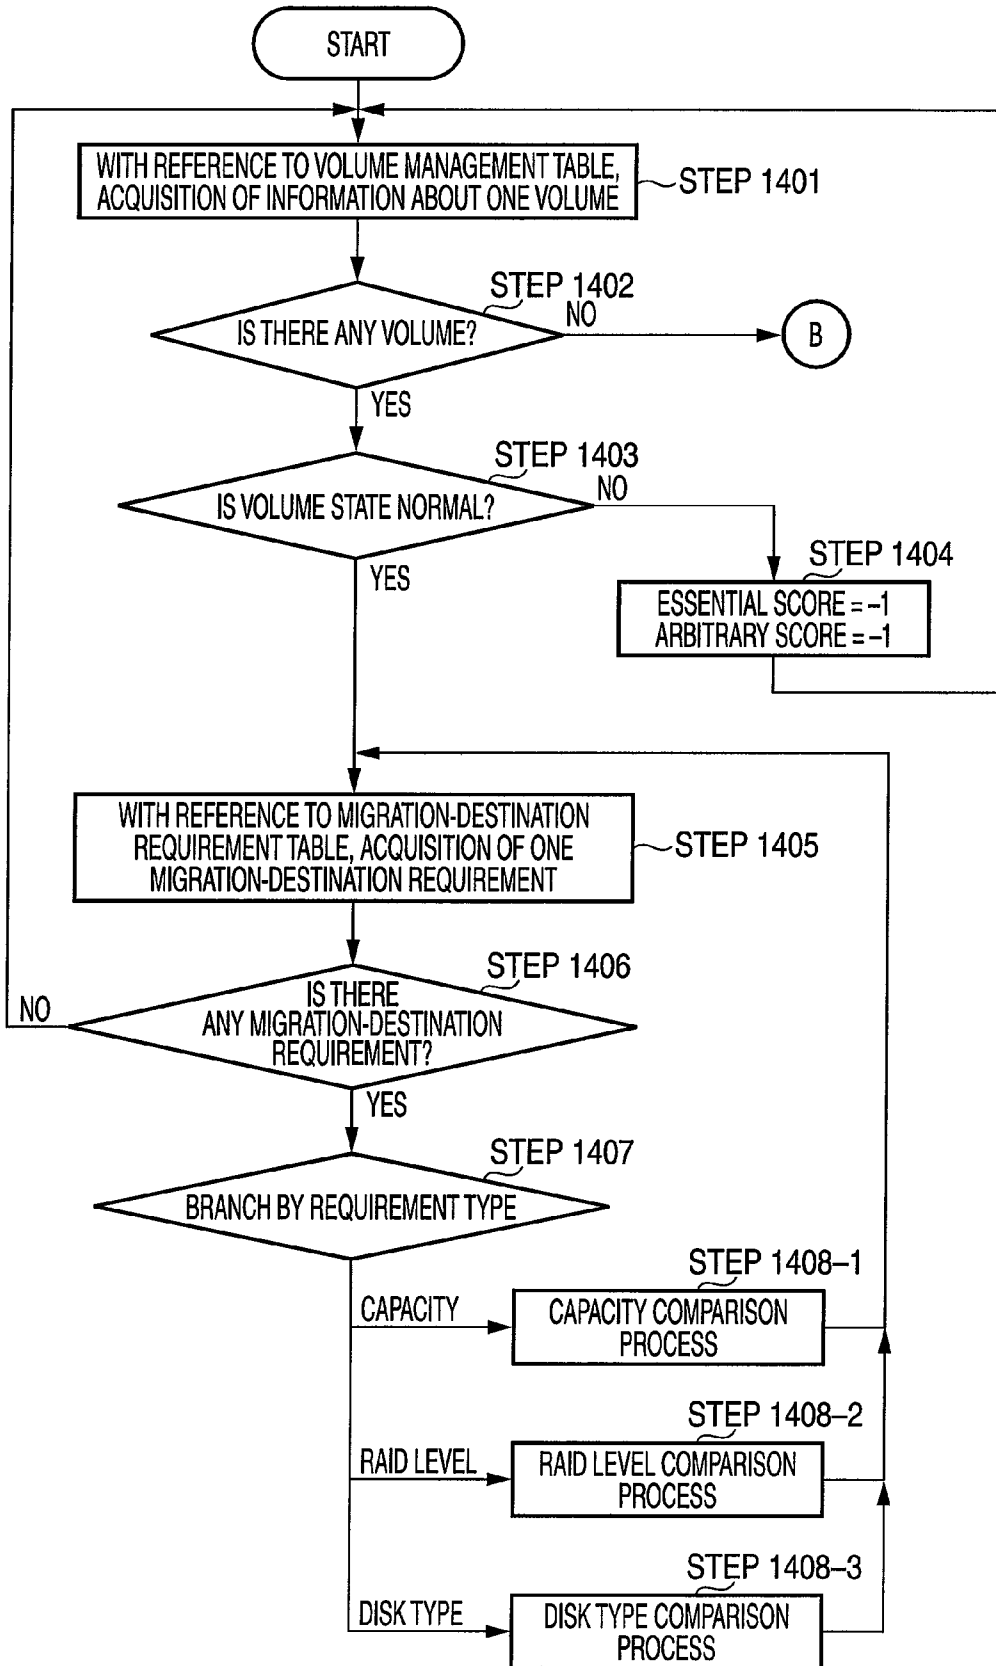 START
WITH REFERENCE TO VOLUME MANAGEMENT TABLE,
ACQUISITION OF INFORMATION ABOUT ONE VOLUME
STEP 1401
STEP 1402
IS THERE ANY VOLUME?
NO
B
YES
STEP 1403
IS VOLUME STATE NORMAL?
NO
YES
STEP 1404
ESSENTIAL SCORE = –1
ARBITRARY SCORE = –1
WITH REFERENCE TO MIGRATION-DESTINATION
REQUIREMENT TABLE, ACQUISITION OF ONE
MIGRATION-DESTINATION REQUIREMENT
STEP 1405
STEP 1406
IS THERE
ANY MIGRATION-DESTINATION
REQUIREMENT?
NO
YES
STEP 1407
BRANCH BY REQUIREMENT TYPE
STEP 1408–1
CAPACITY
CAPACITY COMPARISON
PROCESS
STEP 1408–2
RAID LEVEL
RAID LEVEL COMPARISON
PROCESS
STEP 1408–3
DISK TYPE
DISK TYPE COMPARISON
PROCESS